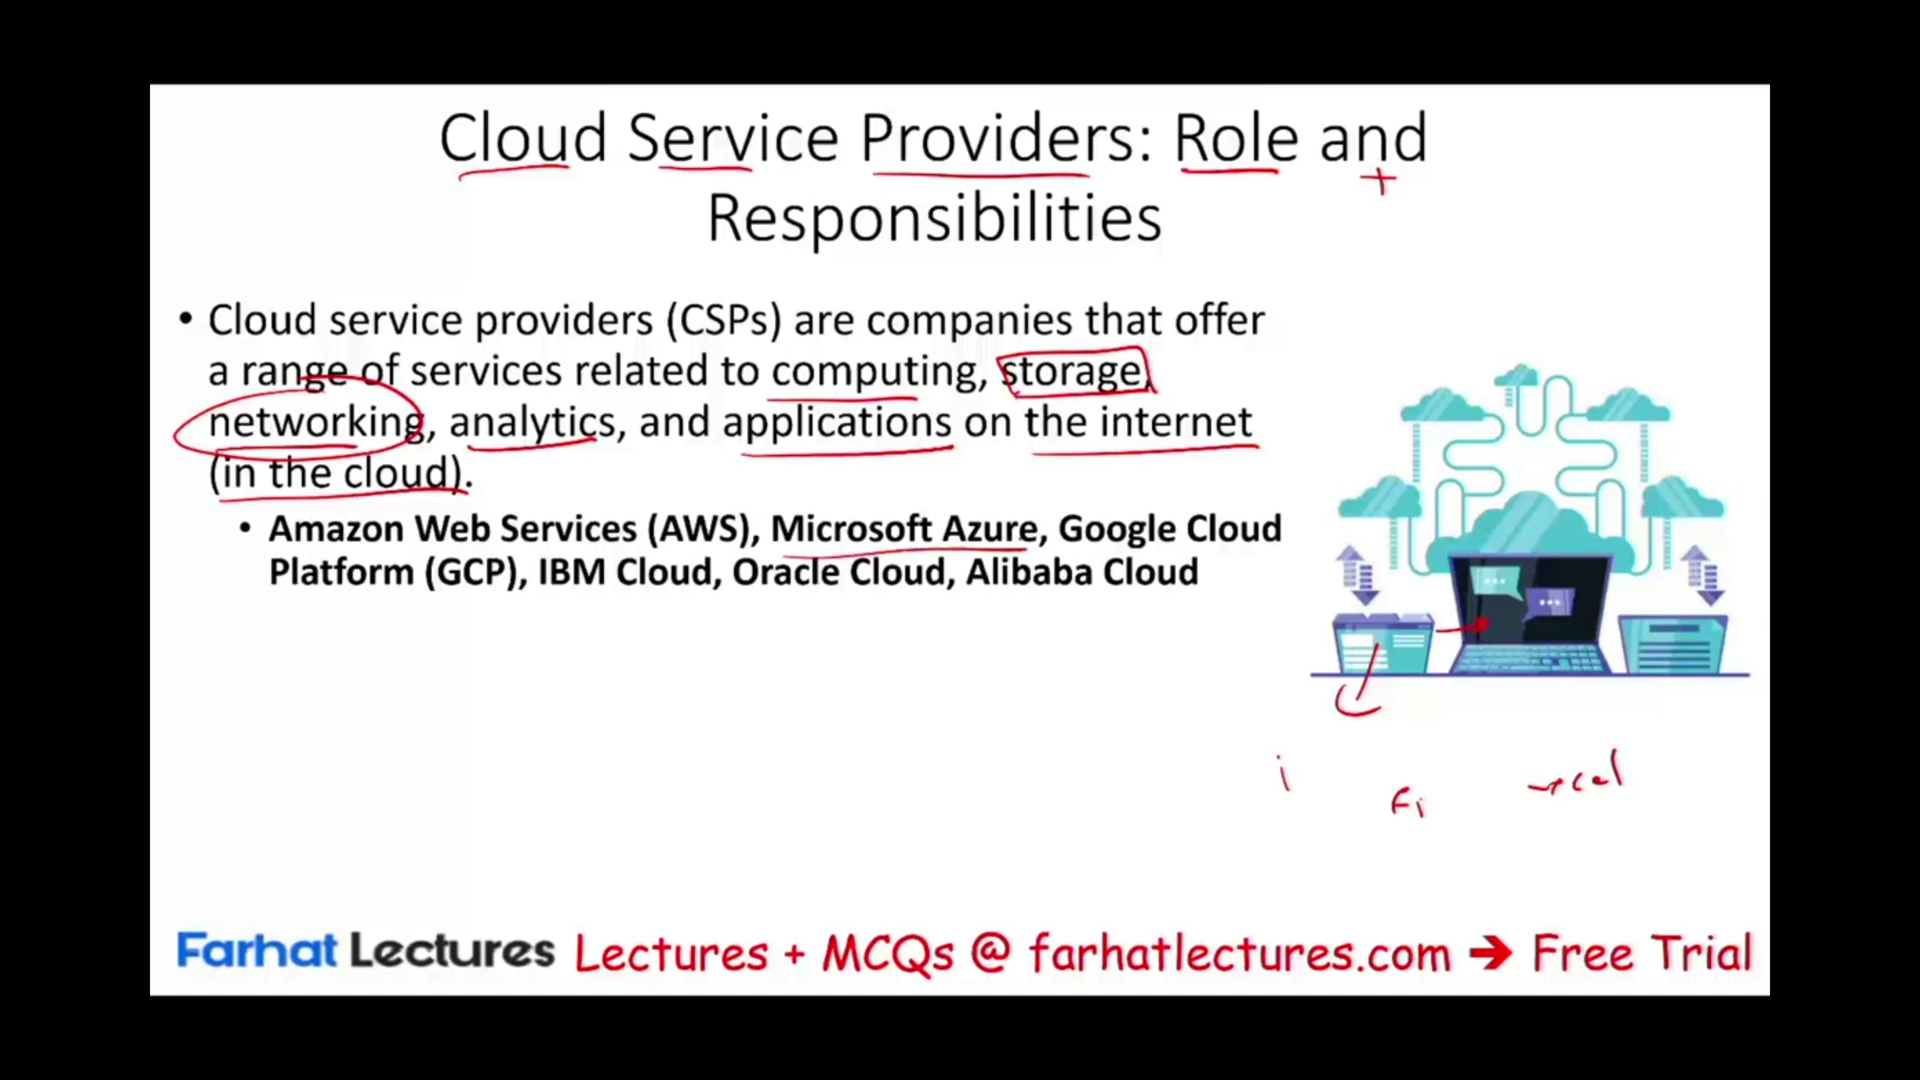 Cloud Service Providers: Role and
Responsibilities
• Cloud service providers (CSPs) are companies that offer
a range of services related to computing, storage,
networking, analytics, and applications on the internet
(in the cloud).
• Amazon Web Services (AWS), Microsoft Azure, Google Cloud
Platform (GCP), IBM Cloud, Oracle Cloud, Alibaba Cloud
Farhat Lectures Lectures + MCQs @ farhatlectures.com ➔ Free Trial